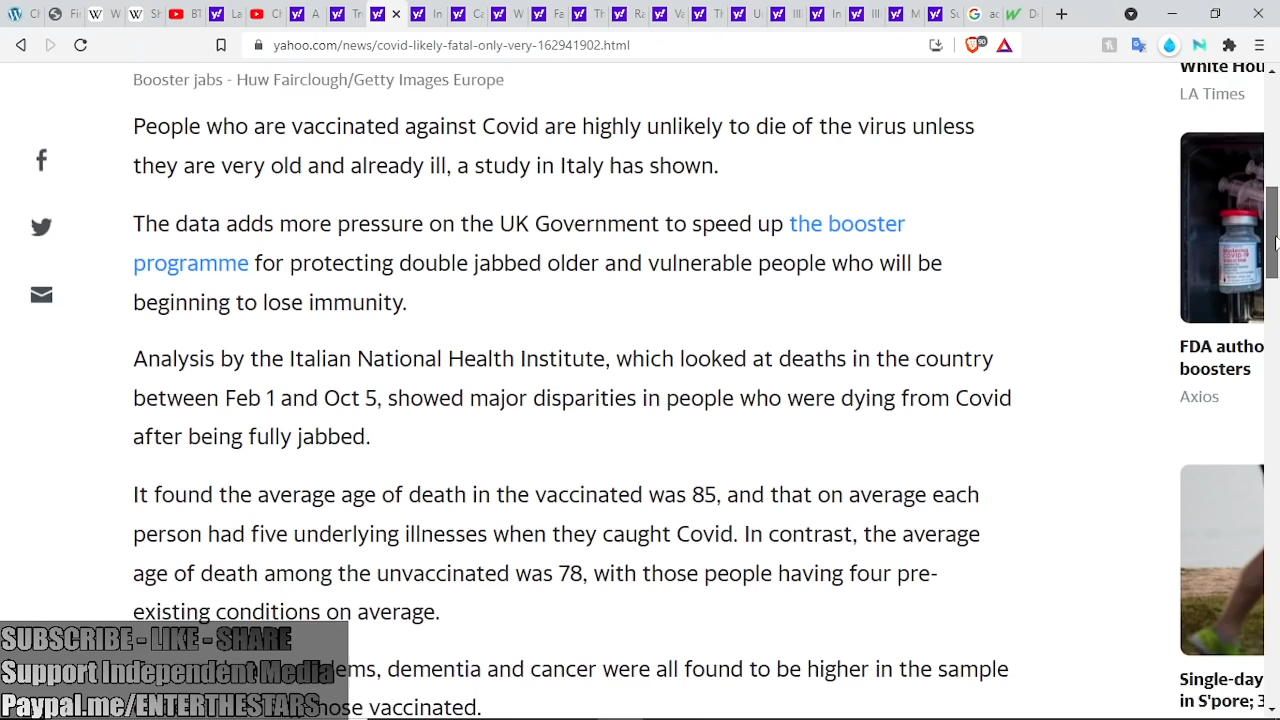 yahoo.com/news/covid-likely-fatal-only-very-162941902.html
Booster jabs - Huw Fairclough/Getty Images Europe
People who are vaccinated against Covid are highly unlikely to die of the virus unless
they are very old and already ill, a study in Italy has shown.
The data adds more pressure on the UK Government to speed up the booster
programme for protecting double jabbed older and vulnerable people who will be
beginning to lose immunity.
Analysis by the Italian National Health Institute, which looked at deaths in the country
between Feb 1 and Oct 5, showed major disparities in people who were dying from Covid
after being fully jabbed.
It found the average age of death in the vaccinated was 85, and that on average each
person had five underlying illnesses when they caught Covid. In contrast, the average
age of death among the unvaccinated was 78, with those people having four pre-
existing conditions on average.
dementia and cancer were all found to be higher in the sample
vaccinated.
White Hou
LA Times
FDA autho
boosters
Axios
Single-day
in S'pore; 3
SUBSCRIBE - LIKE - SHARE
Support Independent Media
Paypal.me/ENTERTHESTARS